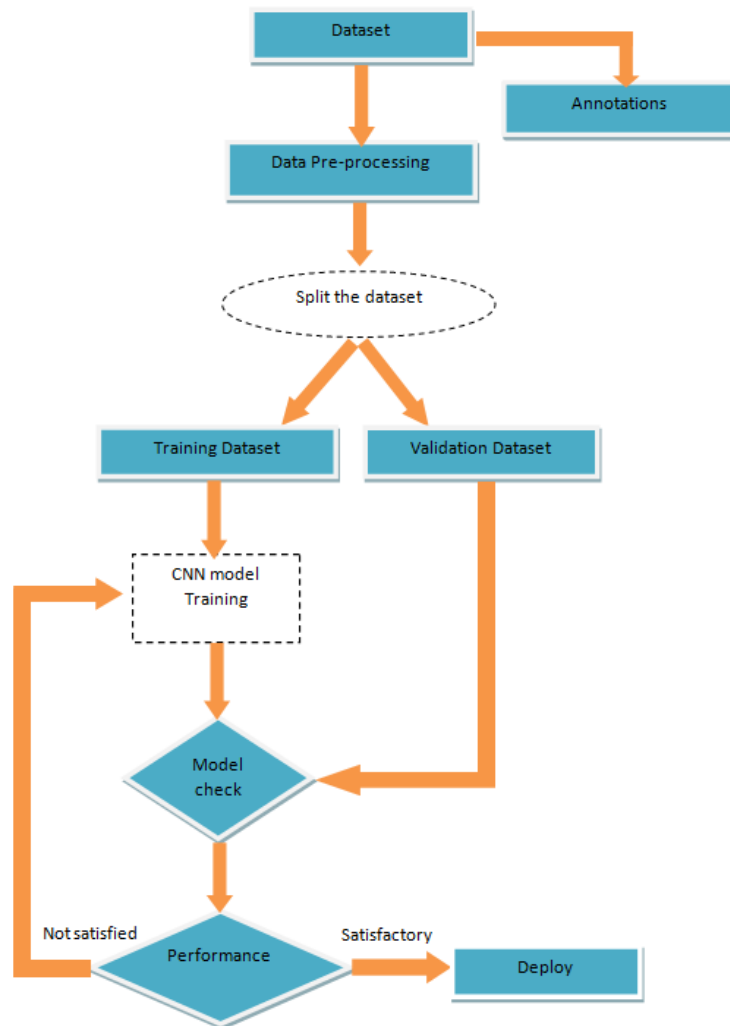 Dataset
Annotations
Data Pre-processing
Split the dataset
Training Dataset
Validation Dataset
CNN model
Training
Model
check
Not satisfied
Performance
Satisfactory
Deploy